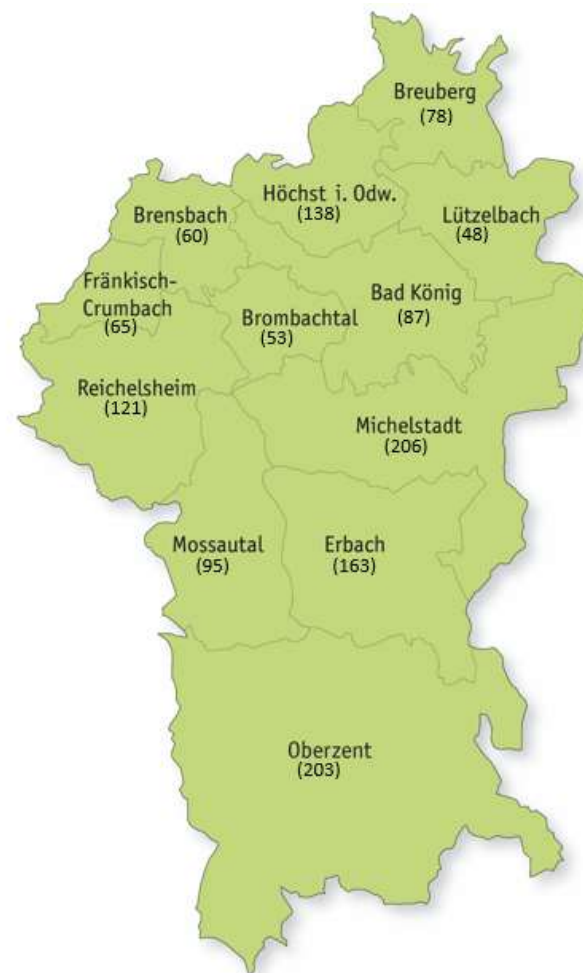 Breuberg
(78)
Höchst i. Odw.
(138)
Brensbach
(60)
Lützelbach
(48)
Fränkisch-
Crumbach
(65)
Bad König
(87)
Brombachtal
(53)
Reichelsheim
(121)
Michelstadt
(206)
Mossautal
(95)
Erbach
(163)
Oberzent
(203)